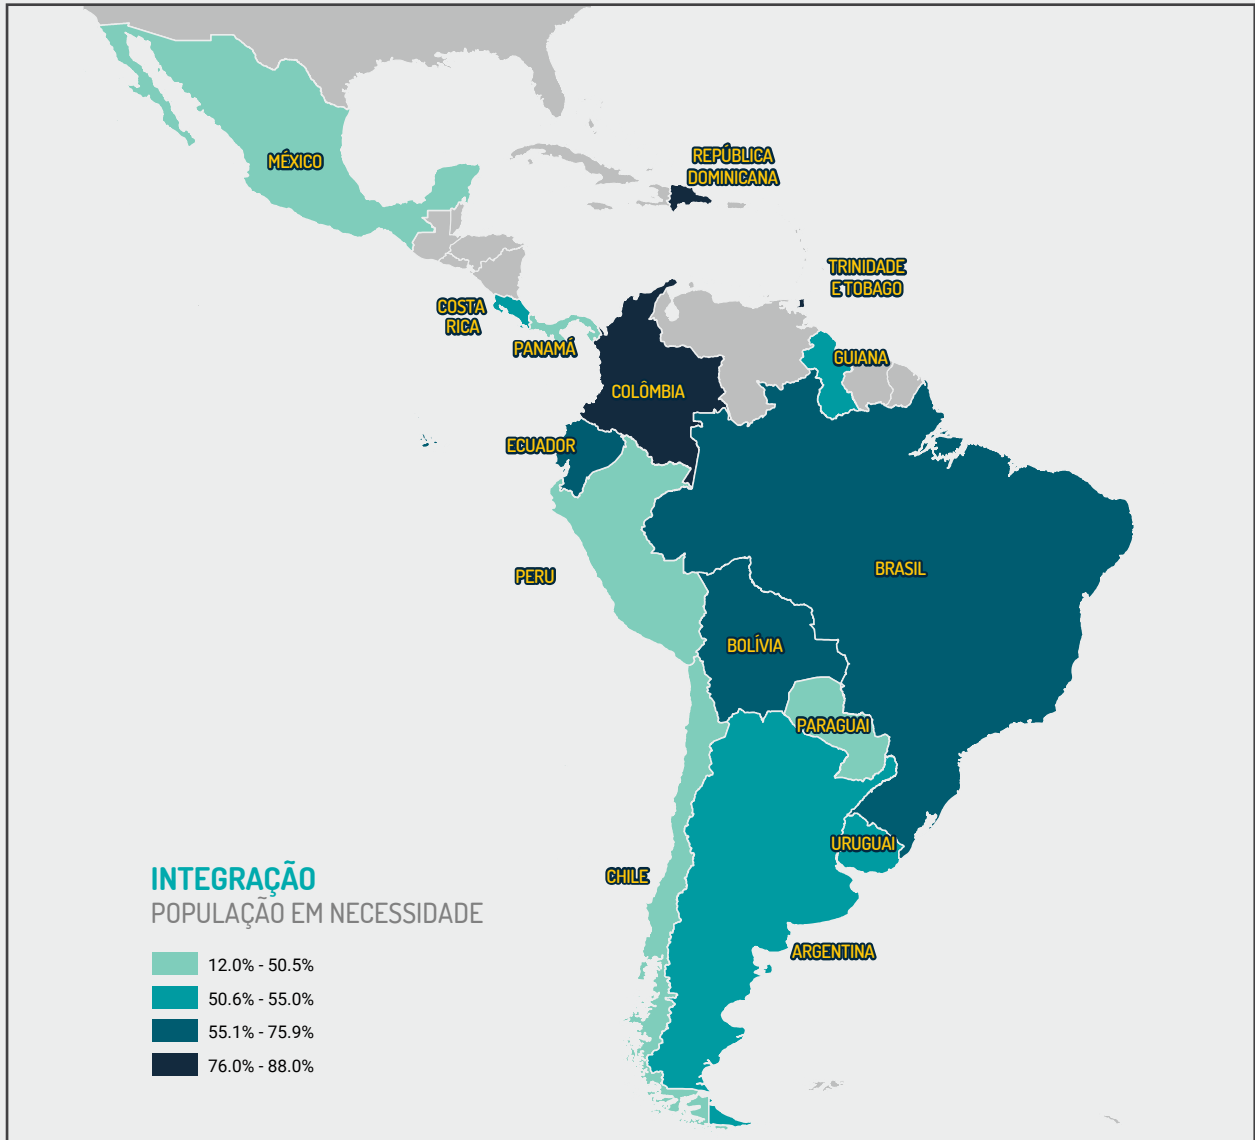 MÉXICO
REPÚBLICA
DOMINICANA
TRINIDADE
E TOBAGO
COSTA
RICA
PANAMÁ
GUIANA
COLÔMBIA
ECUADOR
PERU
BRASIL
BOLÍVIA
PARAGUAI
URUGUAI
CHILE
ARGENTINA
INTEGRAÇÃO
POPULAÇÃO EM NECESSIDADE
12.0% - 50.5%
50.6% - 55.0%
55.1% - 75.9%
76.0% - 88.0%